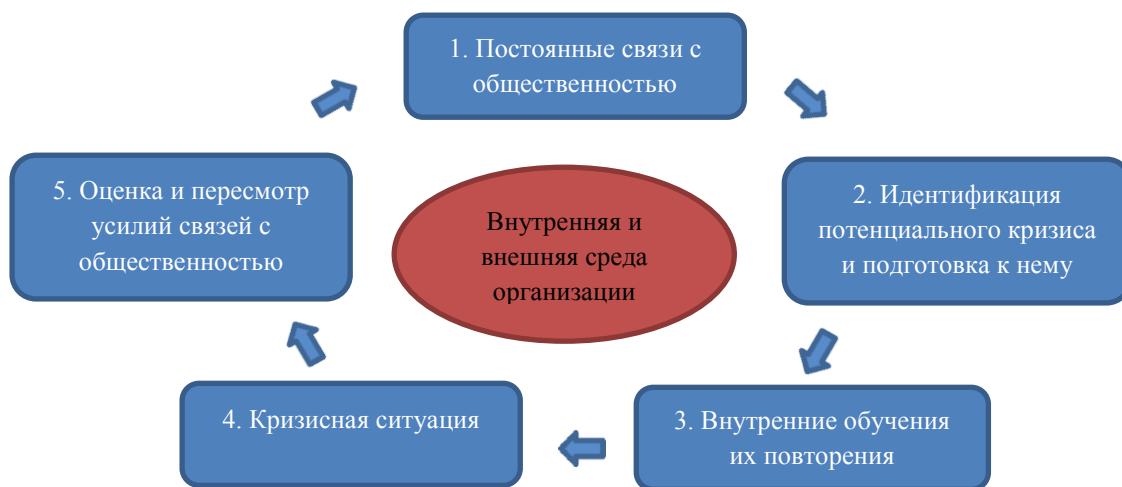 1. Постоянные связи с
общественностью
2. Идентификация
потенциального кризиса
и подготовка к нему
3. Внутренние обучения
их повторения
4. Кризисная ситуация
5. Оценка и пересмотр
усилий связей с
общественностью
Внутренняя и
внешняя среда
организации